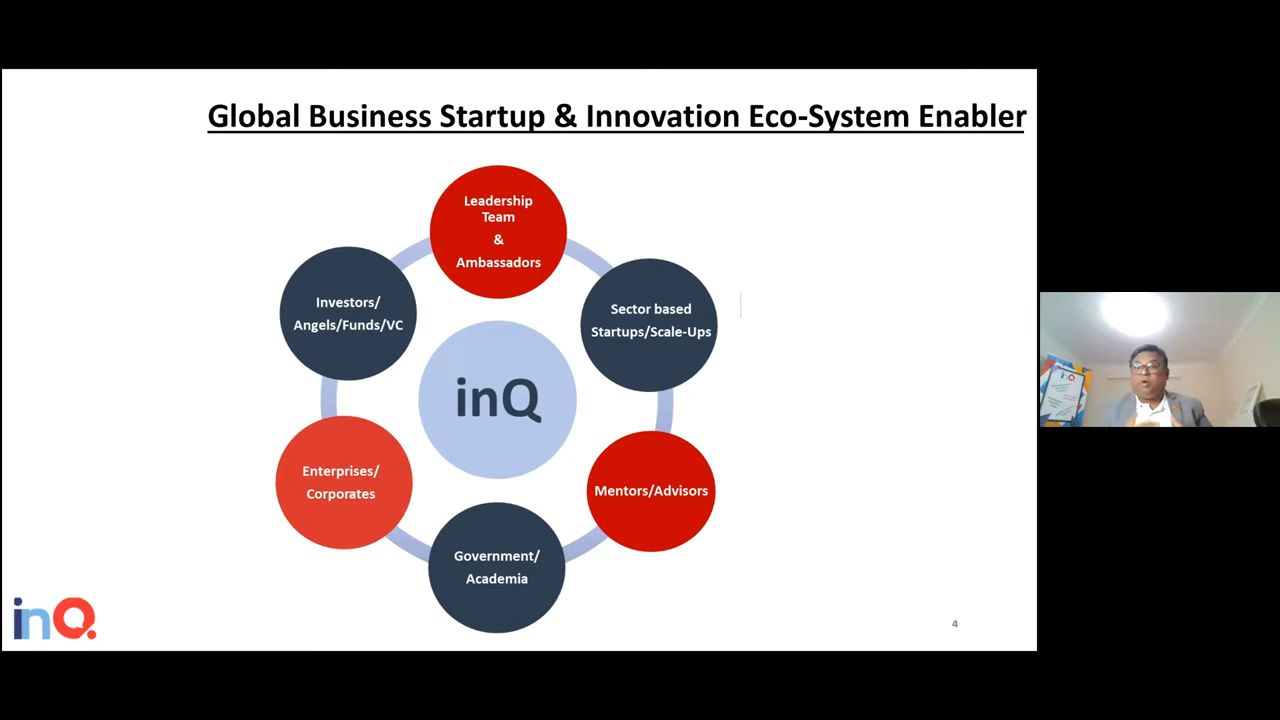 Global Business Startup & Innovation Eco-System Enabler
Leadership
Team
&
Ambassadors
Sector based
Startups/Scale-Ups
Mentors/Advisors
Government/
Academia
Enterprises/
Corporates
Investors/
Angels/Funds/VC
inQ
inQ
4
inQ